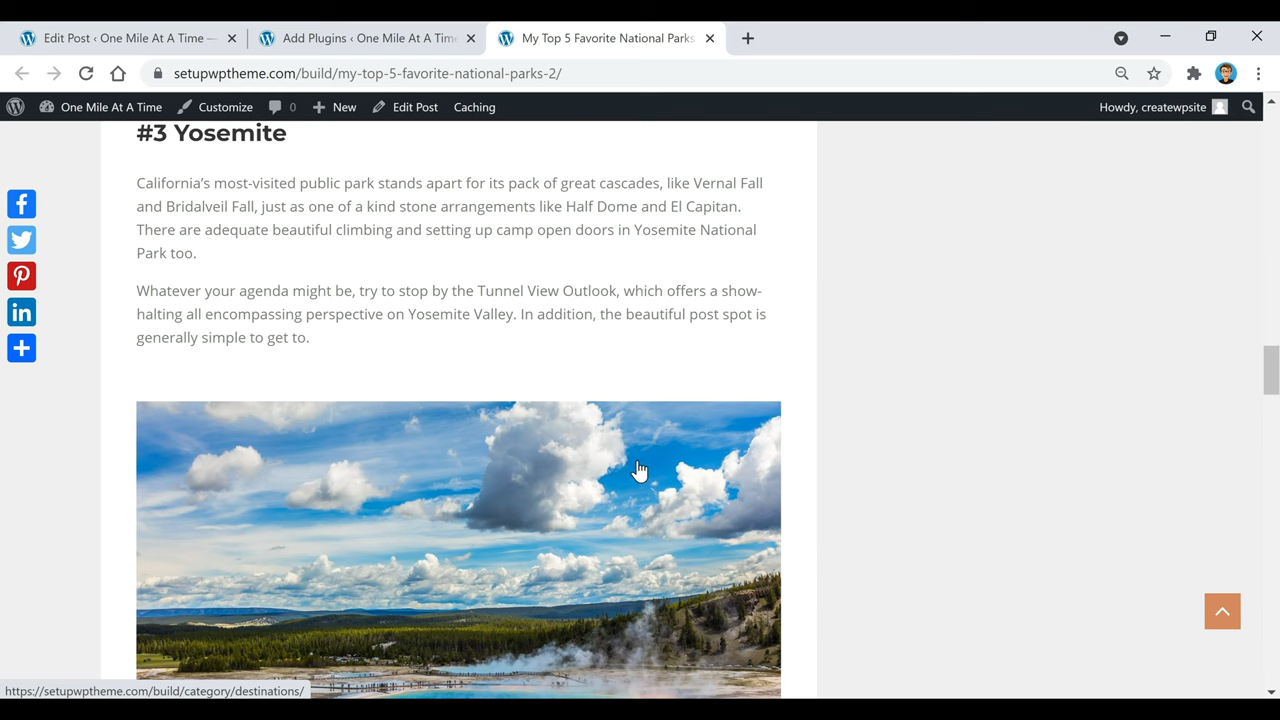 Edit Post ‹ One Mile At A Time —
Add Plugins ‹ One Mile At A Time
My Top 5 Favorite National Parks
setupwptheme.com/build/my-top-5-favorite-national-parks-2/
One Mile At A Time
Customize
0
New
Edit Post
Caching
Howdy, createwpsite
#3 Yosemite
California’s most-visited public park stands apart for its pack of great cascades, like Vernal Fall
and Bridalveil Fall, just as one of a kind stone arrangements like Half Dome and El Capitan.
There are adequate beautiful climbing and setting up camp open doors in Yosemite National
Park too.
Whatever your agenda might be, try to stop by the Tunnel View Outlook, which offers a show-
halting all encompassing perspective on Yosemite Valley. In addition, the beautiful post spot is
generally simple to get to.
https://setupwptheme.com/build/category/destinations/